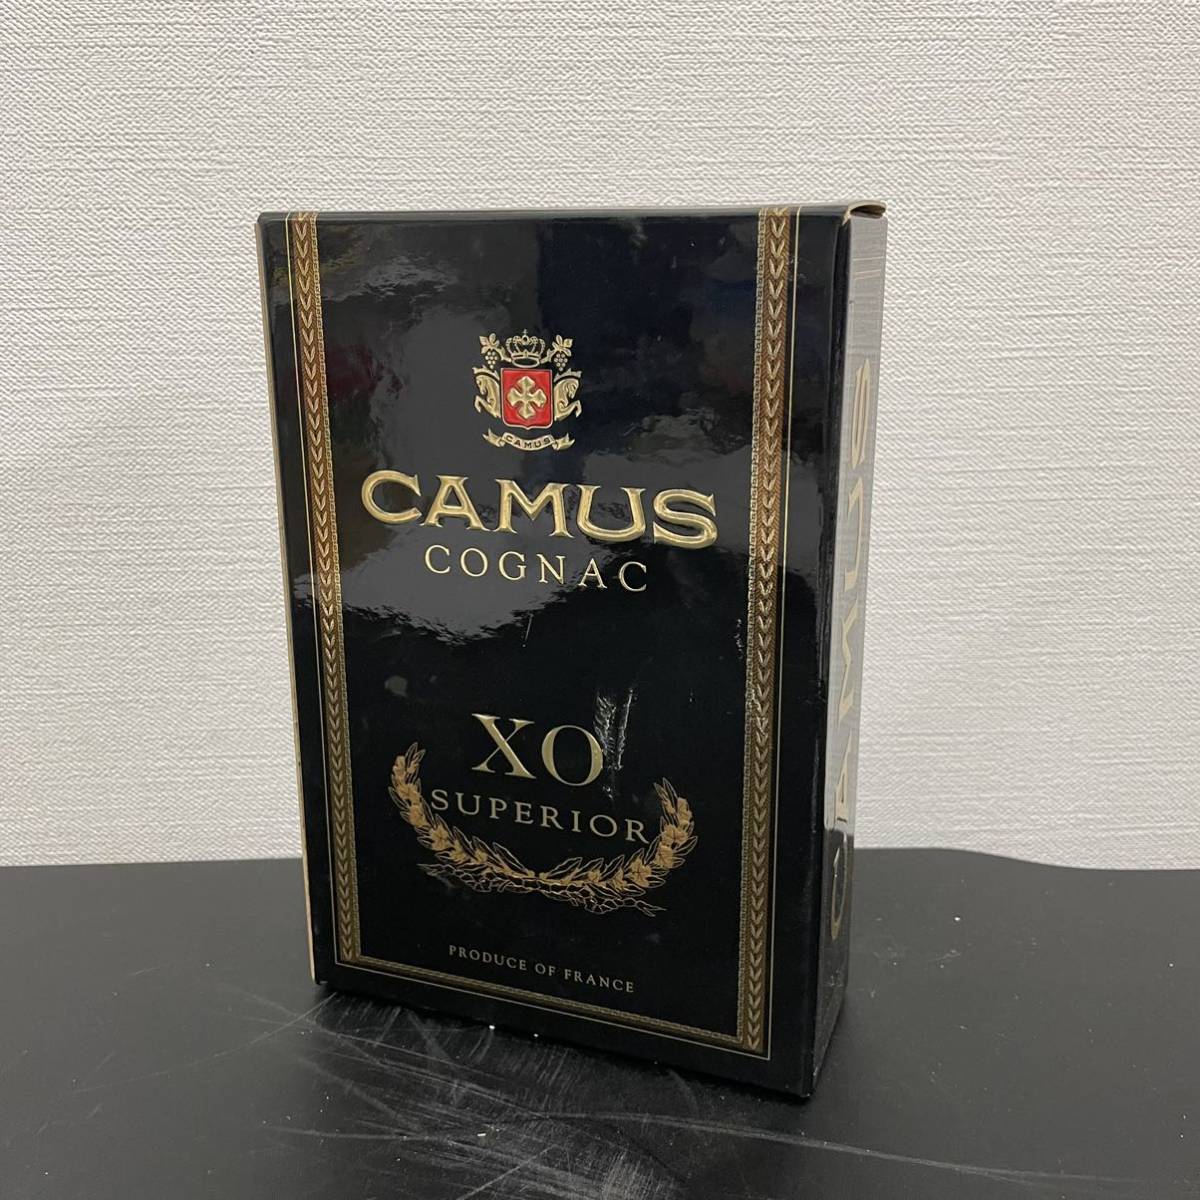 CAMUS
CAMUS
COGNAC
XO
SUPERIOR
PRODUCE OF FRANCE
CAMUS